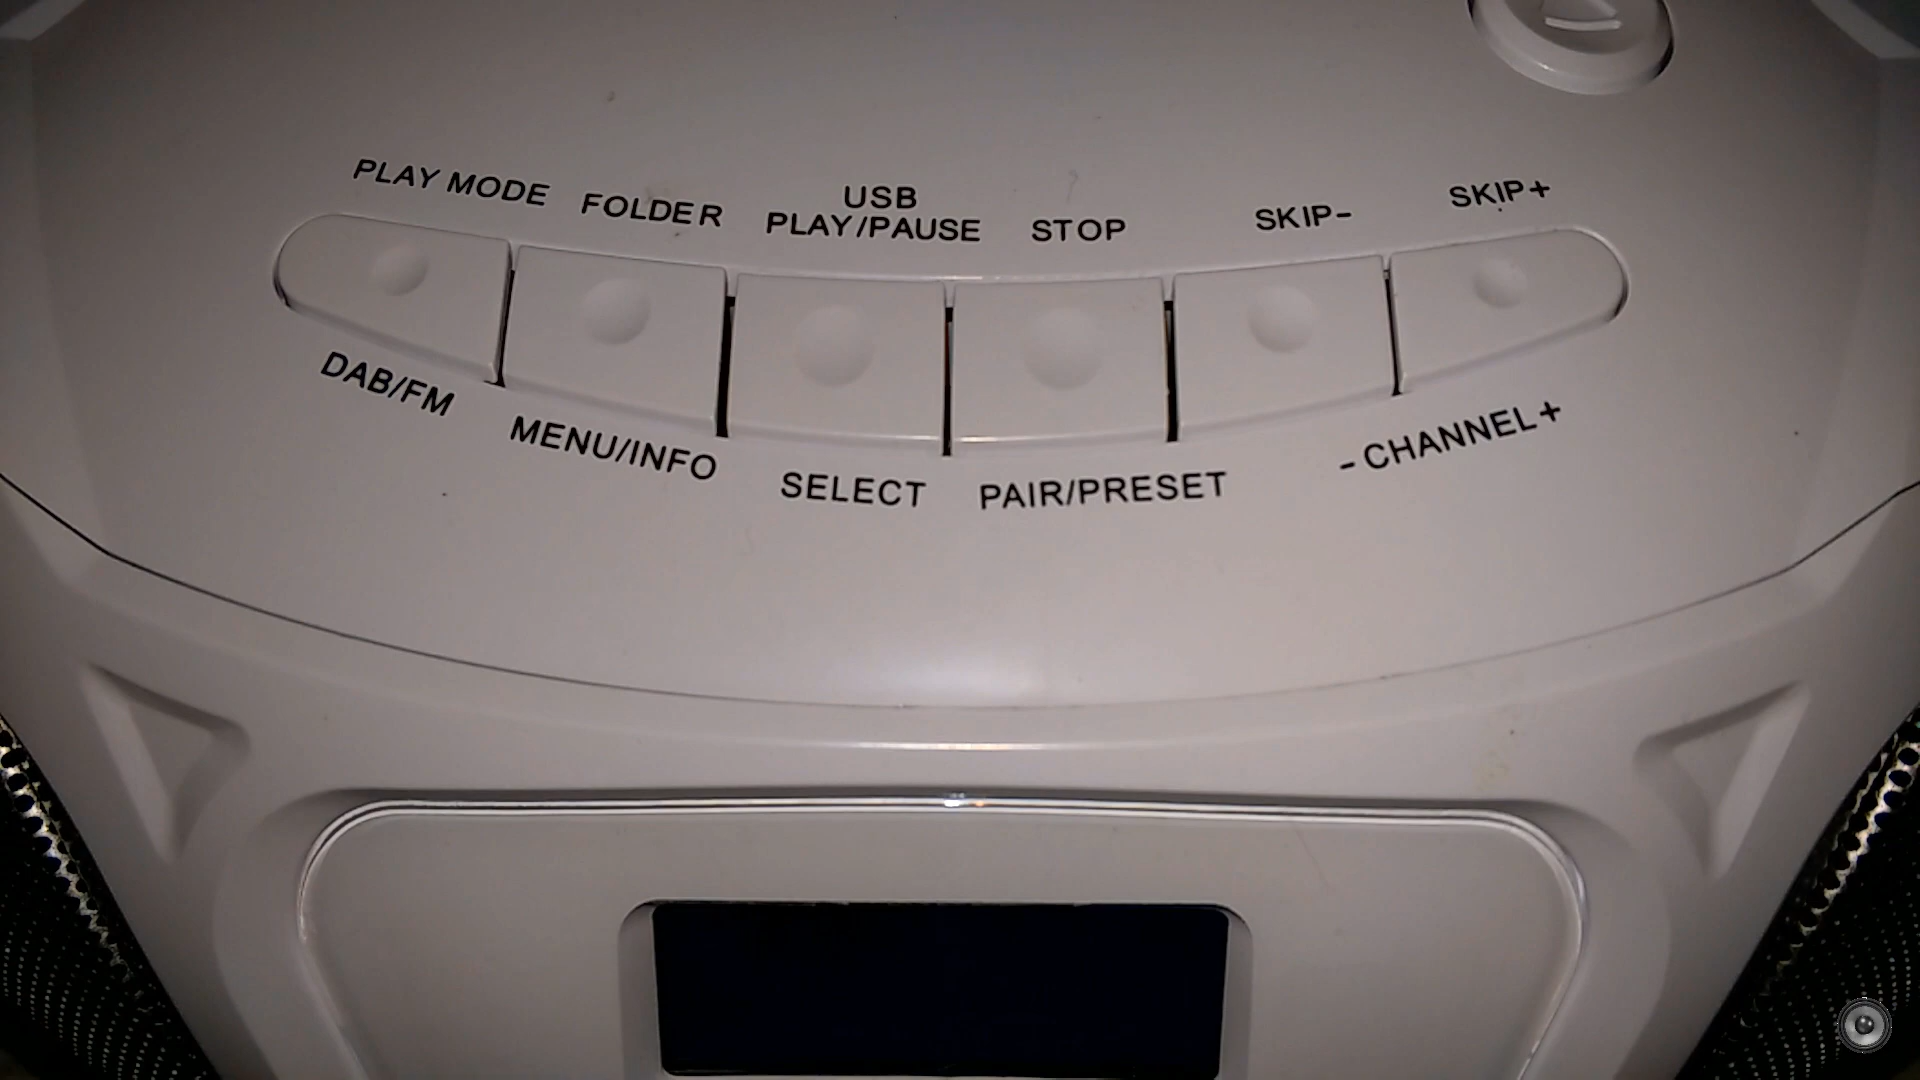 PLAY MODE
FOLDER
USB
PLAY/PAUSE
STOP
SKIP-
SKIP+
DAB/FM
MENU/INFO
SELECT
PAIR/PRESET
- CHANNEL +